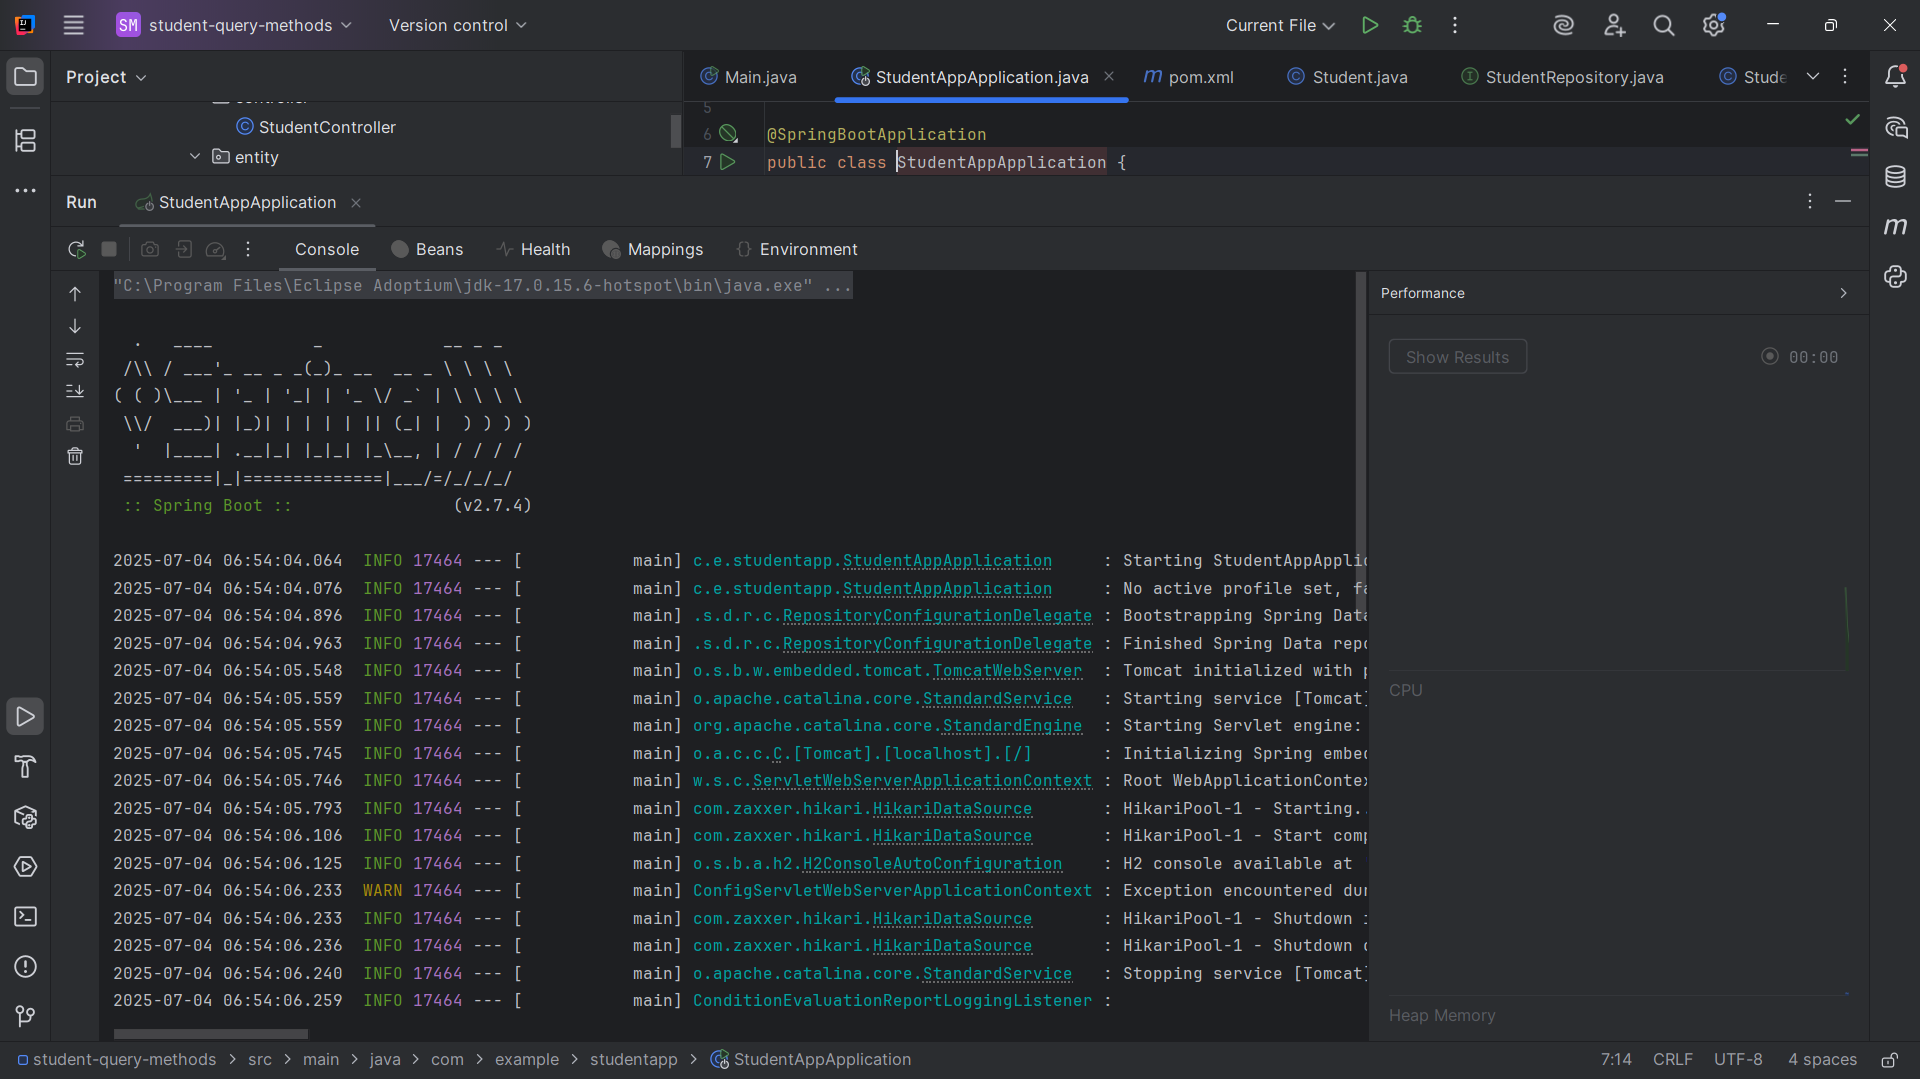 SM student-query-methods Version control Current File
Project
Main.java StudentAppApplication.java pom.xml Student.java StudentRepository.java Stude
StudentController
entity
5
6 @SpringBootApplication
7 public class StudentAppApplication {
Run StudentAppApplication
Console Beans Health Mappings Environment
"C:\Program Files\Eclipse Adoptium\jdk-17.0.15.6-hotspot\bin\java.exe" ...
Performance
Show Results 00:00
  .   ____          _            __ _ _
 /\\ / ___'_ __ _ _(_)_ __  __ _ \ \ \ \
( ( )\___ | '_ | '_| | '_ \/ _` | \ \ \ \
 \\/  ___)| |_)| | | | | || (_| |  ) ) ) )
  '  |____| .__|_| |_|_| |_\__, | / / / /
 =========|_|==============|___/=/_/_/_/
 :: Spring Boot ::                (v2.7.4)
2025-07-04 06:54:04.064  INFO 17464 --- [           main] c.e.studentapp.StudentAppApplication     : Starting StudentAppApplic
2025-07-04 06:54:04.076  INFO 17464 --- [           main] c.e.studentapp.StudentAppApplication     : No active profile set, fa
2025-07-04 06:54:04.896  INFO 17464 --- [           main] .s.d.r.c.RepositoryConfigurationDelegate : Bootstrapping Spring Data
2025-07-04 06:54:04.963  INFO 17464 --- [           main] .s.d.r.c.RepositoryConfigurationDelegate : Finished Spring Data repo
2025-07-04 06:54:05.548  INFO 17464 --- [           main] o.s.b.w.embedded.tomcat.TomcatWebServer  : Tomcat initialized with p
2025-07-04 06:54:05.559  INFO 17464 --- [           main] o.apache.catalina.core.StandardService   : Starting service [Tomcat]
2025-07-04 06:54:05.559  INFO 17464 --- [           main] org.apache.catalina.core.StandardEngine  : Starting Servlet engine:
2025-07-04 06:54:05.745  INFO 17464 --- [           main] o.a.c.c.C.[Tomcat].[localhost].[/]       : Initializing Spring embed
2025-07-04 06:54:05.746  INFO 17464 --- [           main] w.s.c.ServletWebServerApplicationContext : Root WebApplicationContex
2025-07-04 06:54:05.793  INFO 17464 --- [           main] com.zaxxer.hikari.HikariDataSource       : HikariPool-1 - Starting..
2025-07-04 06:54:06.106  INFO 17464 --- [           main] com.zaxxer.hikari.HikariDataSource       : HikariPool-1 - Start comp
2025-07-04 06:54:06.125  INFO 17464 --- [           main] o.s.b.a.h2.H2ConsoleAutoConfiguration    : H2 console available at
2025-07-04 06:54:06.233  WARN 17464 --- [           main] ConfigServletWebServerApplicationContext : Exception encountered dur
2025-07-04 06:54:06.233  INFO 17464 --- [           main] com.zaxxer.hikari.HikariDataSource       : HikariPool-1 - Shutdown i
2025-07-04 06:54:06.236  INFO 17464 --- [           main] com.zaxxer.hikari.HikariDataSource       : HikariPool-1 - Shutdown c
2025-07-04 06:54:06.240  INFO 17464 --- [           main] o.apache.catalina.core.StandardService   : Stopping service [Tomcat]
2025-07-04 06:54:06.259  INFO 17464 --- [           main] ConditionEvaluationReportLoggingListener :
CPU
Heap Memory
student-query-methods > src > main > java > com > example > studentapp > StudentAppApplication 7:14 CRLF UTF-8 4 spaces